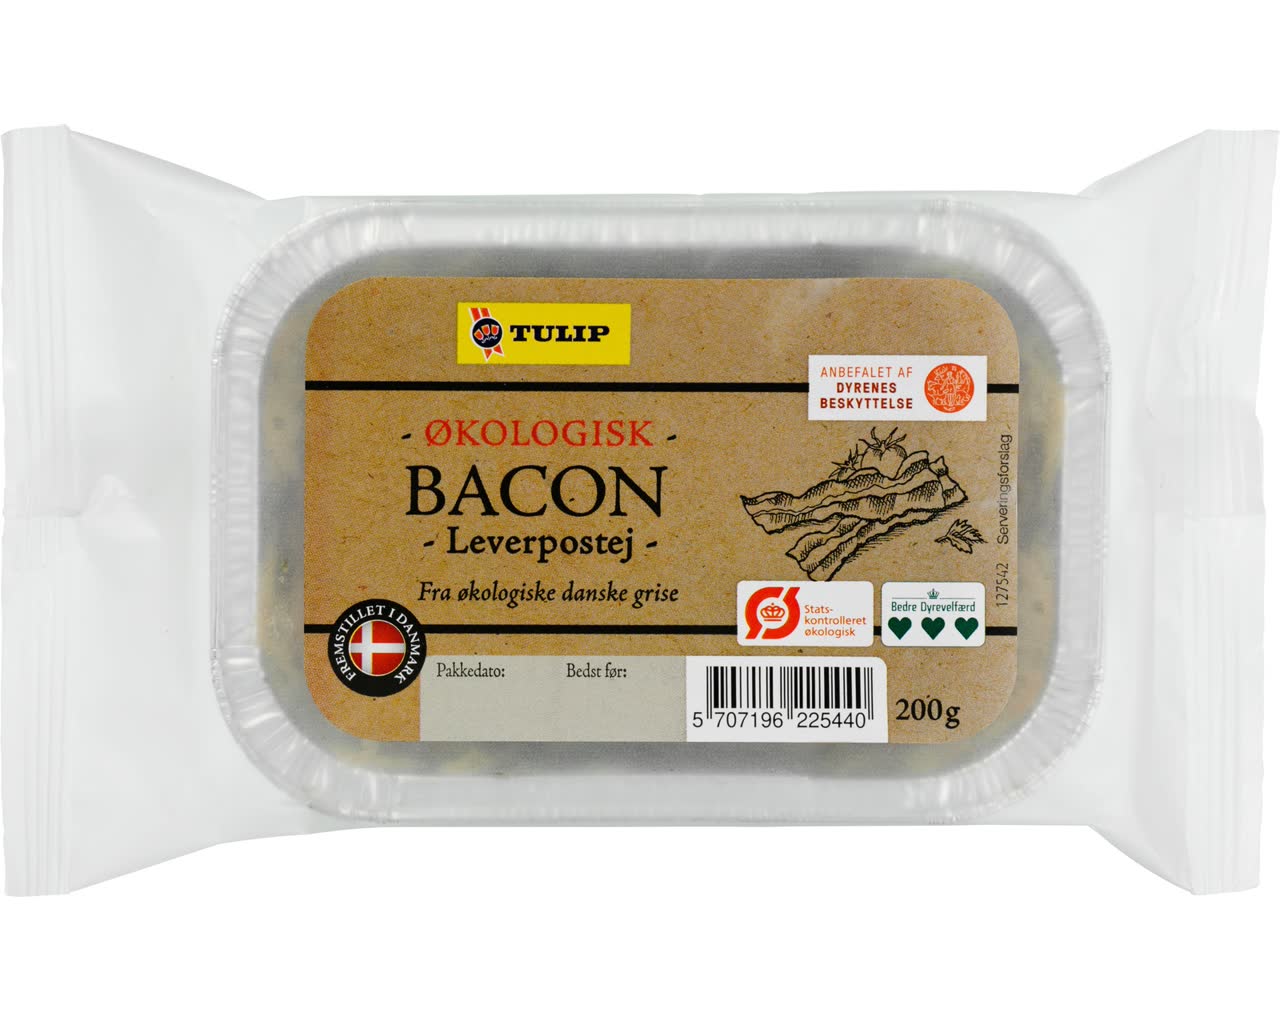 TULIP
ANBEFALET AF
DYRENES
BESKYTTELSE
- ØKOLOGISK -
BACON
- Leverpostej -
Fra økologiske danske grise
127542 Serveringsforslag
Stats-
kontrolleret
økologisk
Bedre Dyrevelfærd
FREMSTILLET I DANMARK
Pakkedato:
Bedst før:
5 707196 225440
200g